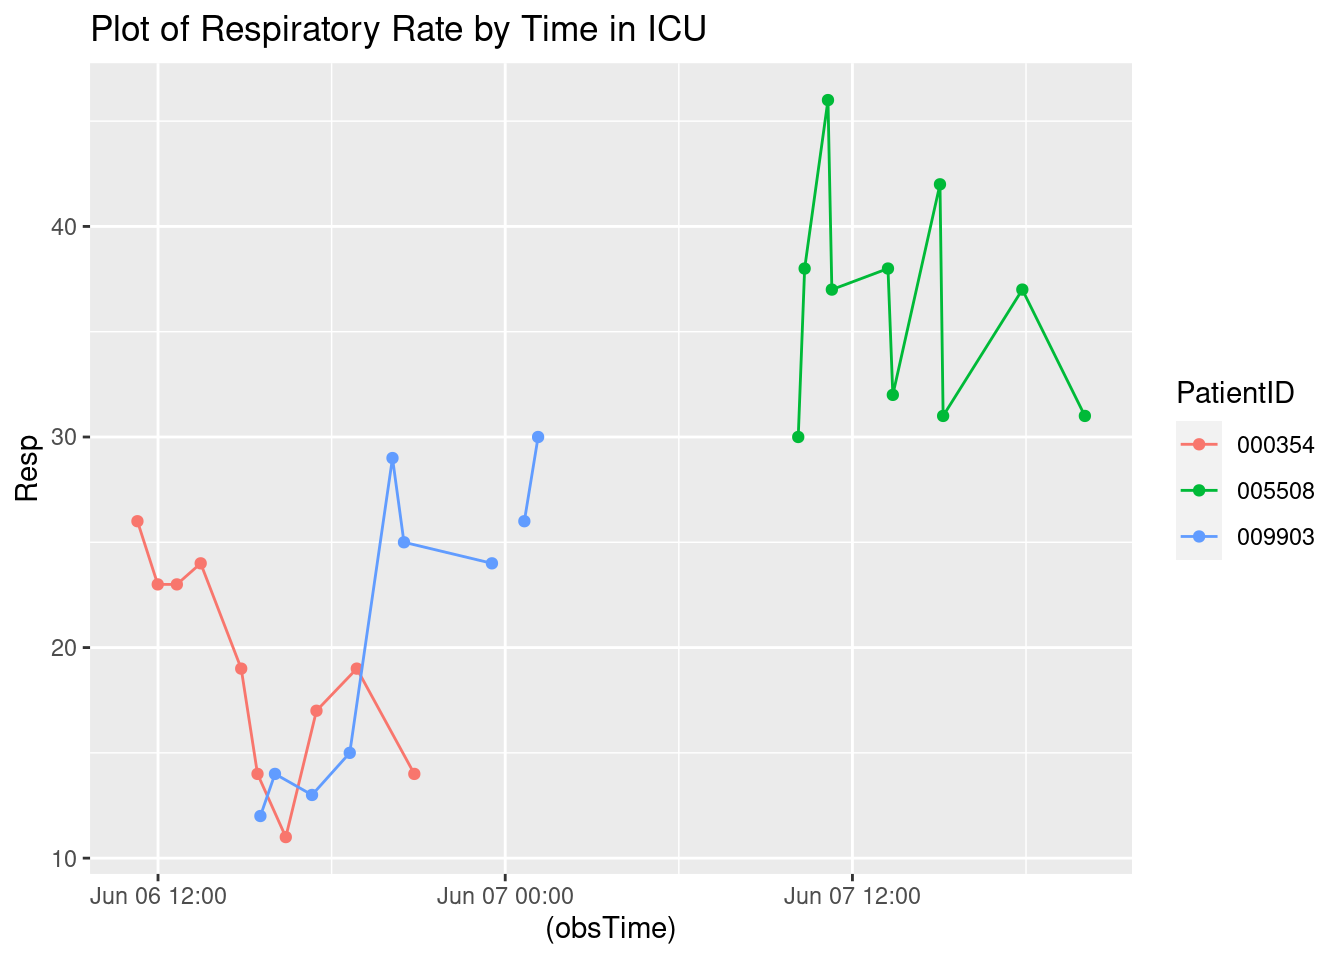 Plot of Respiratory Rate by Time in ICU
40
30
20
10
Resp
Jun 06 12:00
Jun 07 00:00
Jun 07 12:00
(obsTime)
PatientID
000354
005508
009903